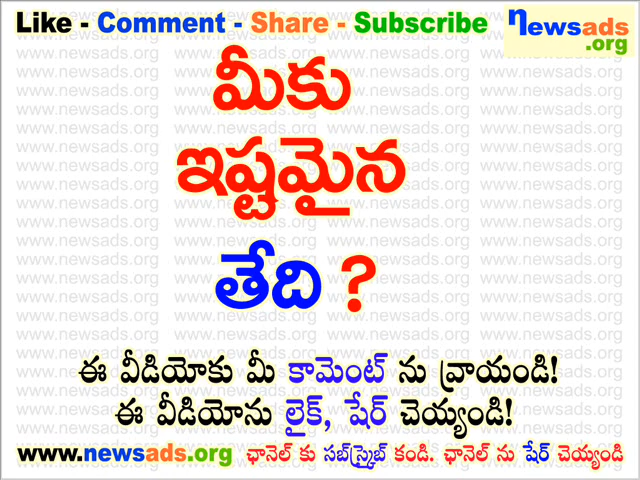 Like - Comment - Share - Subscribe
newsads
.org
మీకు
ఇష్టమైన
తేది ?
ఈ వీడియోకు మీ కామెంట్ ను వ్రాయండి!
ఈ వీడియోను లైక్, షేర్ చెయ్యండి!
www.newsads.org ఛానెల్ కు సబ్‌స్క్రైబ్ కండి. ఛానెల్ ను షేర్ చెయ్యండి